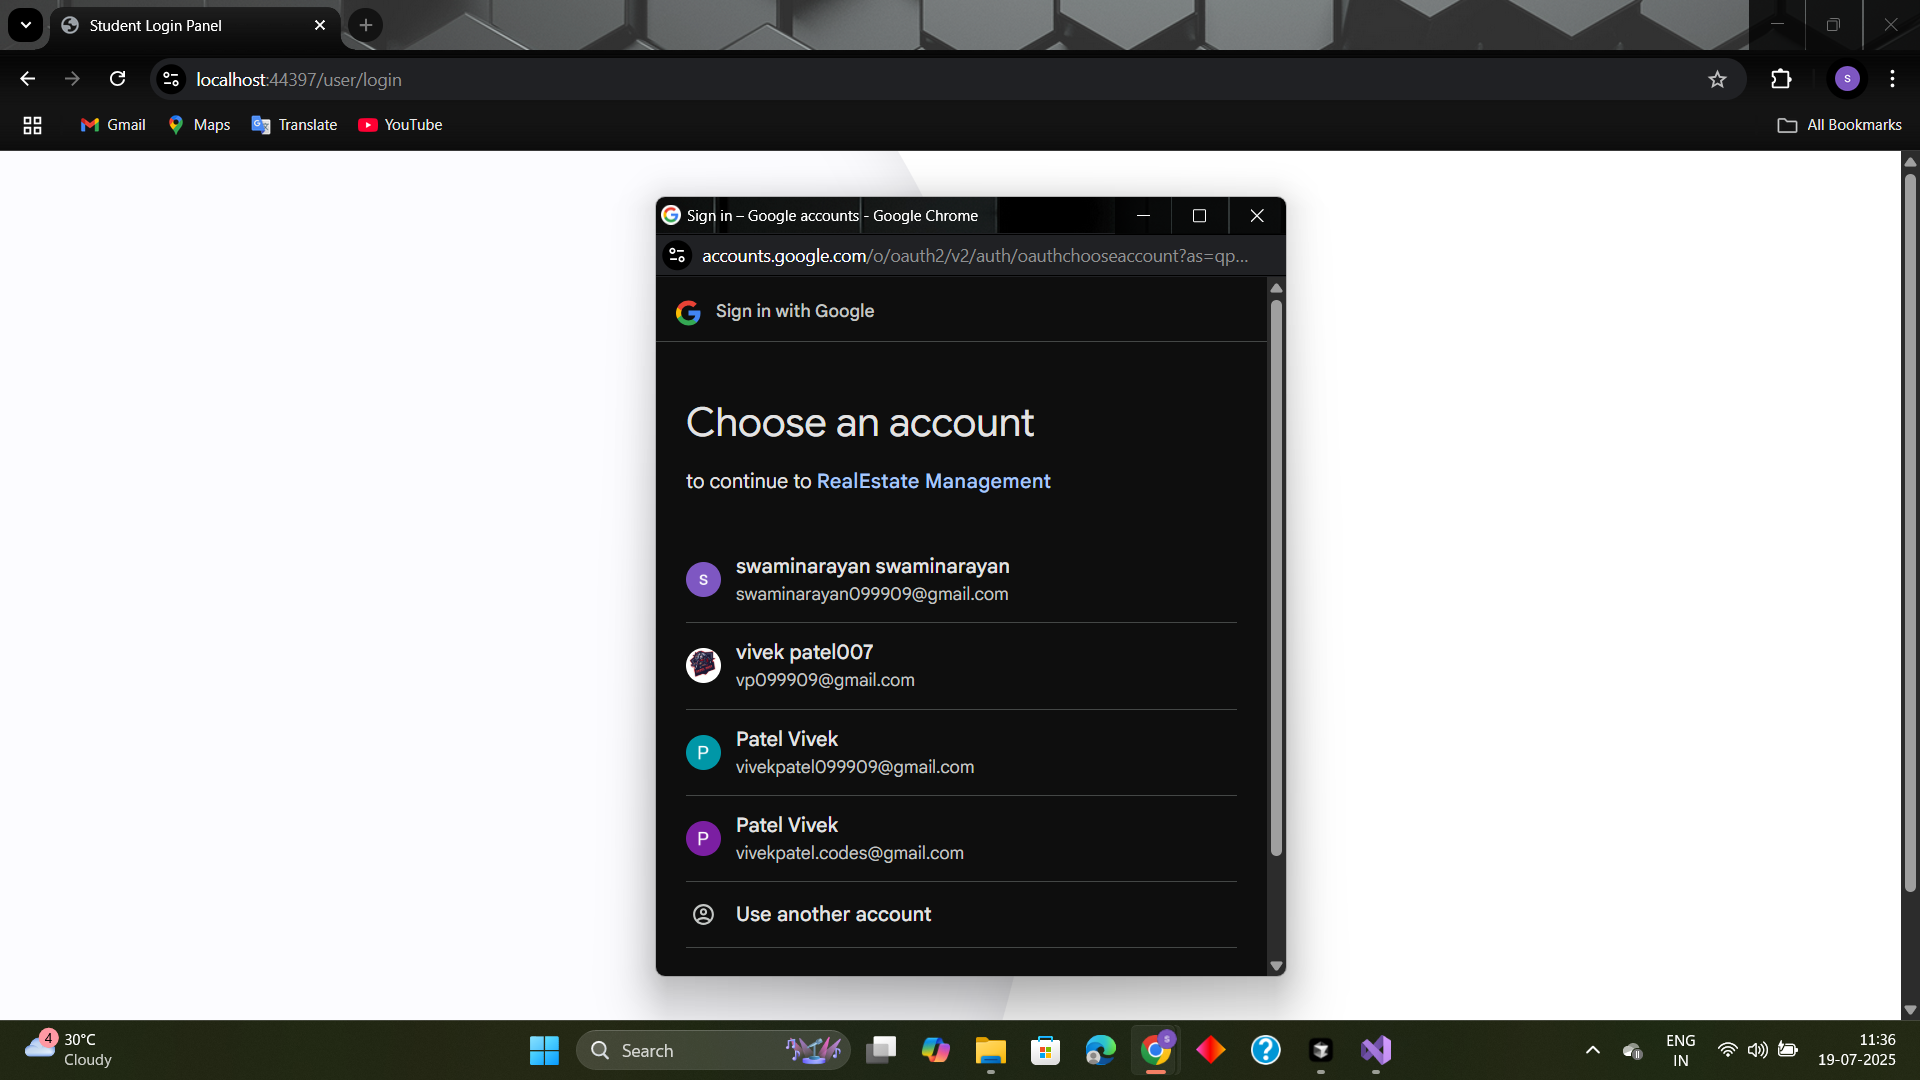 Student Login Panel
localhost:44397/user/login
S
Gmail
Maps
Translate
YouTube
All Bookmarks
Sign in – Google accounts - Google Chrome
accounts.google.com/o/oauth2/v2/auth/oauthchooseaccount?as=qp...
Sign in with Google
Choose an account
to continue to RealEstate Management
s
swaminarayan swaminarayan
swaminarayan099909@gmail.com
vivek patel007
vp099909@gmail.com
P
Patel Vivek
vivekpatel099909@gmail.com
P
Patel Vivek
vivekpatel.codes@gmail.com
Use another account
4
30°C
Cloudy
Search
ENG
IN
11:36
19-07-2025